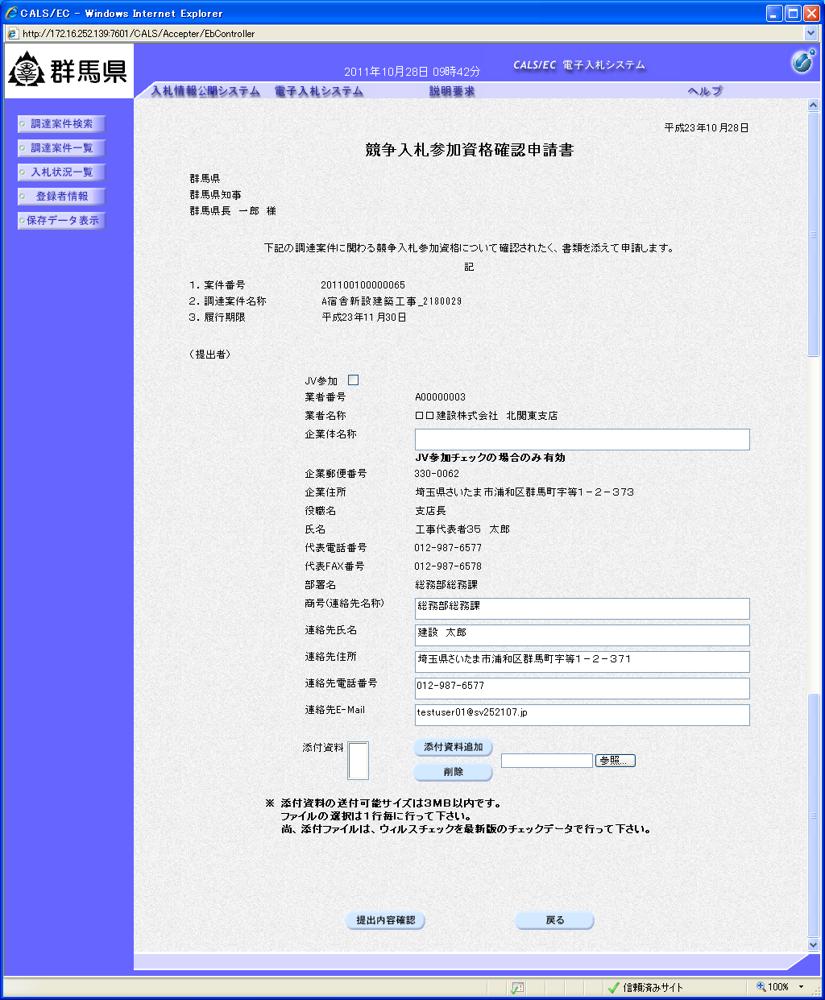 CALS/EC - Windows Internet Explorer
http://172.16.252.139:7601/CALS/Accepter/EbController
群馬県
2011年10月28日 09時42分
CALS/EC 電子入札システム
入札情報公開システム 電子入札システム 説明要求 ヘルプ
調達案件検索
調達案件一覧
入札状況一覧
登録者情報
保存データ表示
平成23年10月28日
競争入札参加資格確認申請書
群馬県
群馬県知事
群馬県長 一郎 様
下記の調達案件に関わる競争入札参加資格について確認されたく、書類を添えて申請します。
記
1. 案件番号 201100100000065
2. 調達案件名称 A宿舎新設建築工事_2180029
3. 履行期限 平成23年11月30日
（提出者）
JV参加
業者番号 A00000003
業者名称 口口建設株式会社 北関東支店
企業体名称
JV参加チェックの場合のみ有効
企業郵便番号 330-0062
企業住所 埼玉県さいたま市浦和区群馬町字等１－２－３７３
役職名 支店長
氏名 工事代表者３５ 太郎
代表電話番号 012-987-6577
代表FAX番号 012-987-6578
部署名 総務部総務課
商号(連絡先名称) 総務部総務課
連絡先氏名 建設 太郎
連絡先住所 埼玉県さいたま市浦和区群馬町字等１－２－３７１
連絡先電話番号 012-987-6577
連絡先E-Mail testuser01@sv252107.jp
添付資料 添付資料追加
削除
参照...
※ 添付資料の送付可能サイズは３ＭＢ以内です。
ファイルの選択は１行毎に行って下さい。
尚、添付ファイルは、ウィルスチェックを最新版のチェックデータで行って下さい。
提出内容確認 戻る
信頼済みサイト 100%